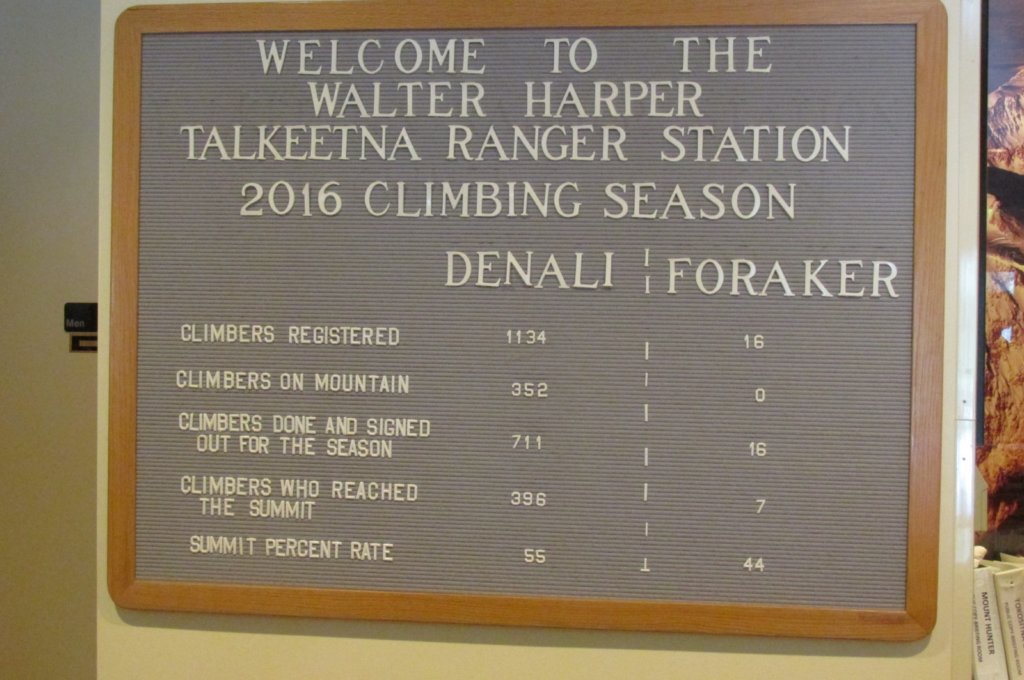 WELCOME TO THE
WALTER HARPER
TALKEETNA RANGER STATION
2016 CLIMBING SEASON
DENALI FORAKER
CLIMBERS REGISTERED 1134 16
CLIMBERS ON MOUNTAIN 352 0
CLIMBERS DONE AND SIGNED
OUT FOR THE SEASON 711 16
CLIMBERS WHO REACHED
THE SUMMIT 396 7
SUMMIT PERCENT RATE 55 44
Men
MOUNT HUNTER